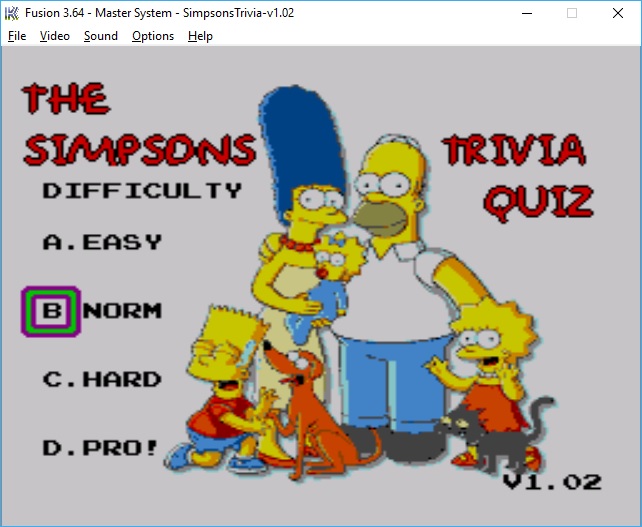 Fusion 3.64 - Master System - SimpsonsTrivia-v1.02
File Video Sound Options Help
THE
SIMPSONS
TRIVIA
QUIZ
DIFFICULTY
A.EASY
B NORM
C.HARD
D.PRO!
V1.02